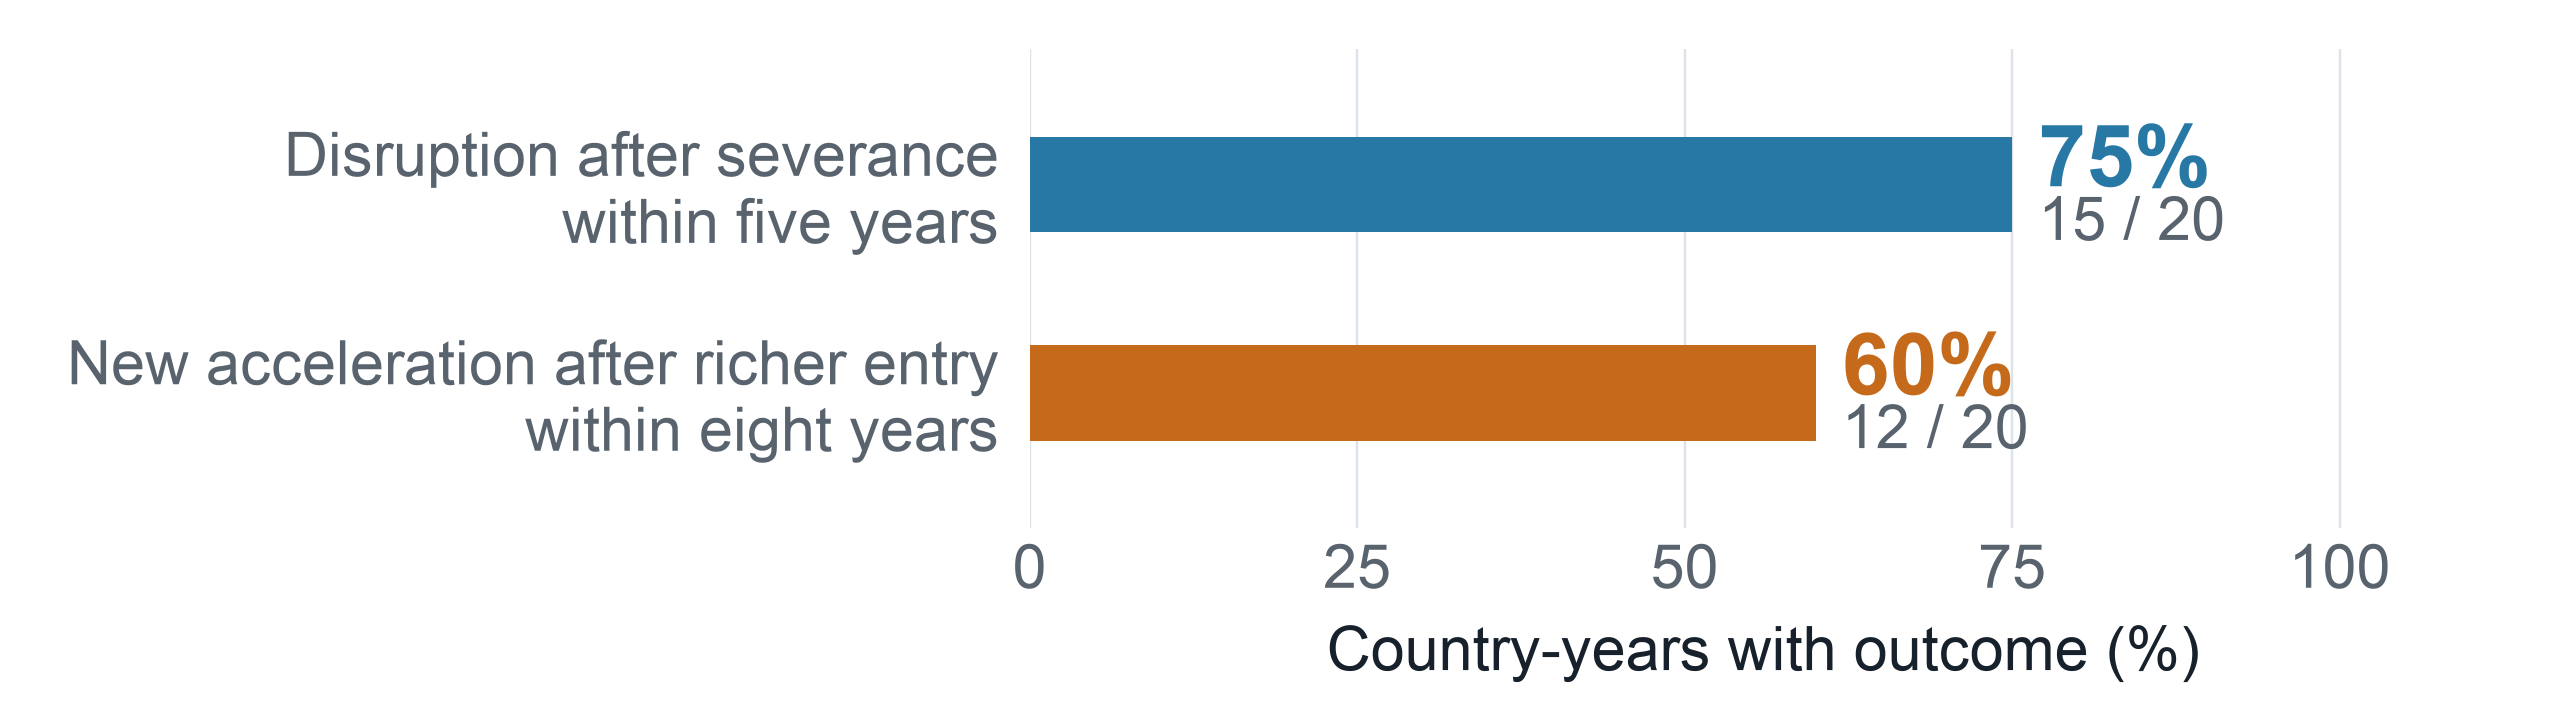 Disruption after severance
within five years
75%
15 / 20
New acceleration after richer entry
within eight years
60%
12 / 20
0 25 50 75 100
Country-years with outcome (%)